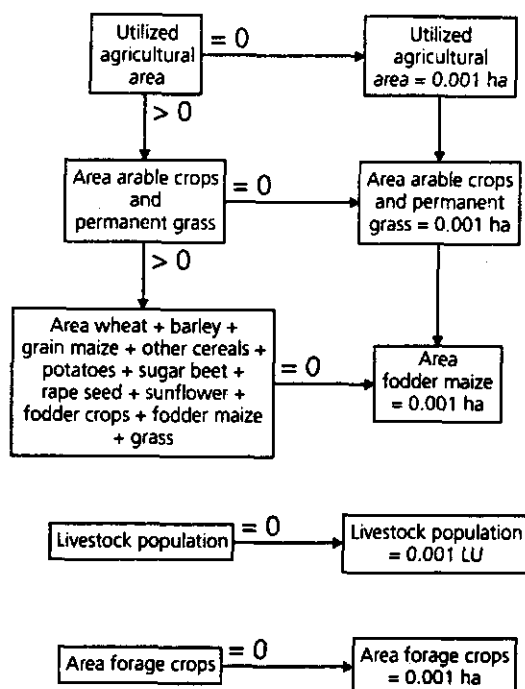 Utilized
agricultural
area
= 0
Utilized
agricultural
area = 0.001 ha
> 0
Area arable crops
and
permanent grass
= 0
Area arable crops
and permanent
grass = 0.001 ha
> 0
Area wheat + barley +
grain maize + other cereals +
potatoes + sugar beet +
rape seed + sunflower +
fodder crops + fodder maize
+ grass
= 0
Area
fodder maize
= 0.001 ha
Livestock population
= 0
Livestock population
= 0.001 LU
Area forage crops
= 0
Area forage crops
= 0.001 ha